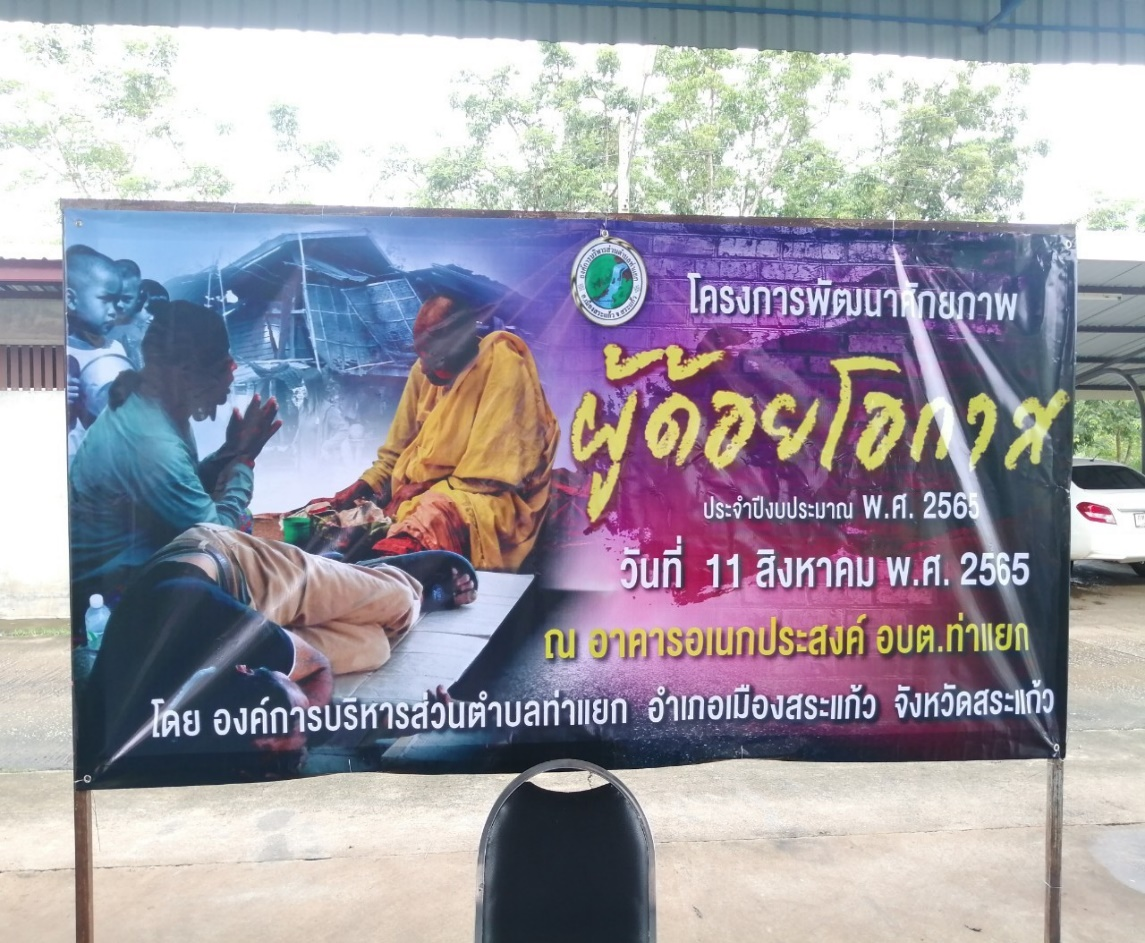 โครงการพัฒนาศักยภาพ
ผู้ด้อยโอกาส
ประจำปีงบประมาณ พ.ศ. 2565
วันที่ 11 สิงหาคม พ.ศ. 2565
ณ อาคารอเนกประสงค์ อบต.ท่าแยก
โดย องค์การบริหารส่วนตำบลท่าแยก อำเภอเมืองสระแก้ว จังหวัดสระแก้ว